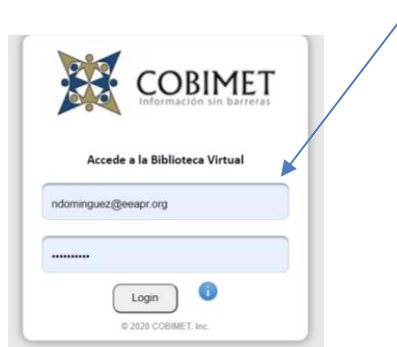 COBIMET
Información sin barreras
Accede a la Biblioteca Virtual
ndominguez@eeapr.org
••••••••••
Login
i
© 2020 COBIMET, Inc.